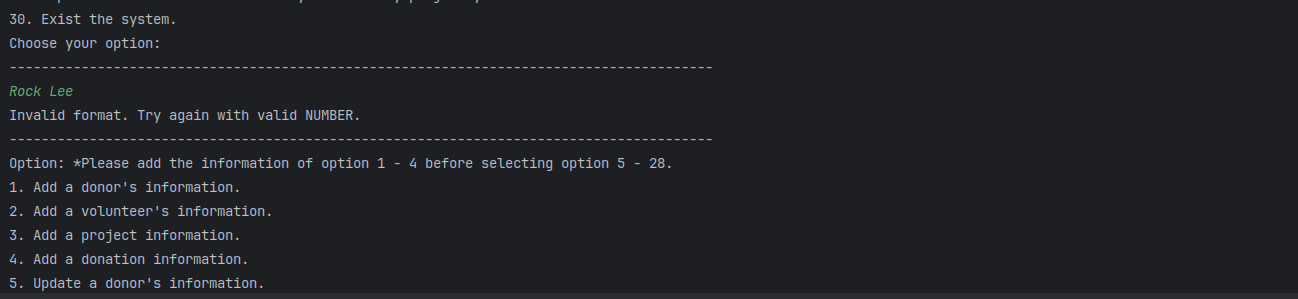 30. Exist the system.
Choose your option:
----------------------------------------------------------------------------------------
Rock Lee
Invalid format. Try again with valid NUMBER.
----------------------------------------------------------------------------------------
Option: *Please add the information of option 1 - 4 before selecting option 5 - 28.
1. Add a donor's information.
2. Add a volunteer's information.
3. Add a project information.
4. Add a donation information.
5. Update a donor's information.